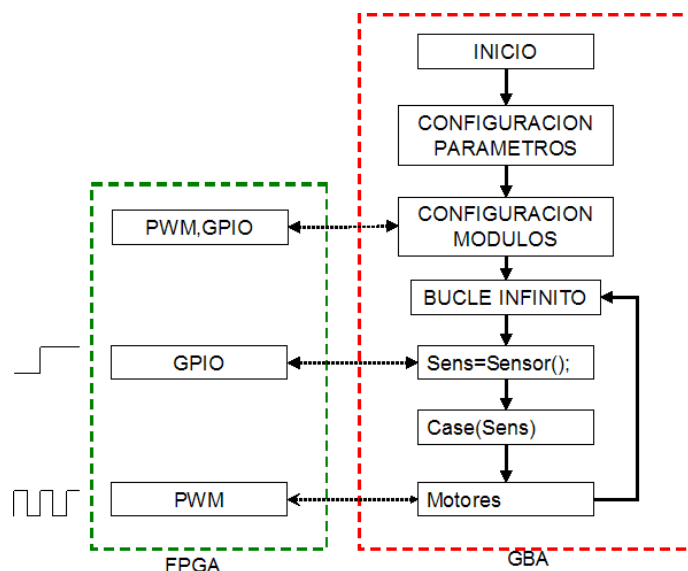 INICIO
CONFIGURACION
PARAMETROS
PWM,GPIO
CONFIGURACION
MODULOS
BUCLE INFINITO
GPIO
Sens=Sensor();
Case(Sens)
PWM
Motores
FPGA
GBA